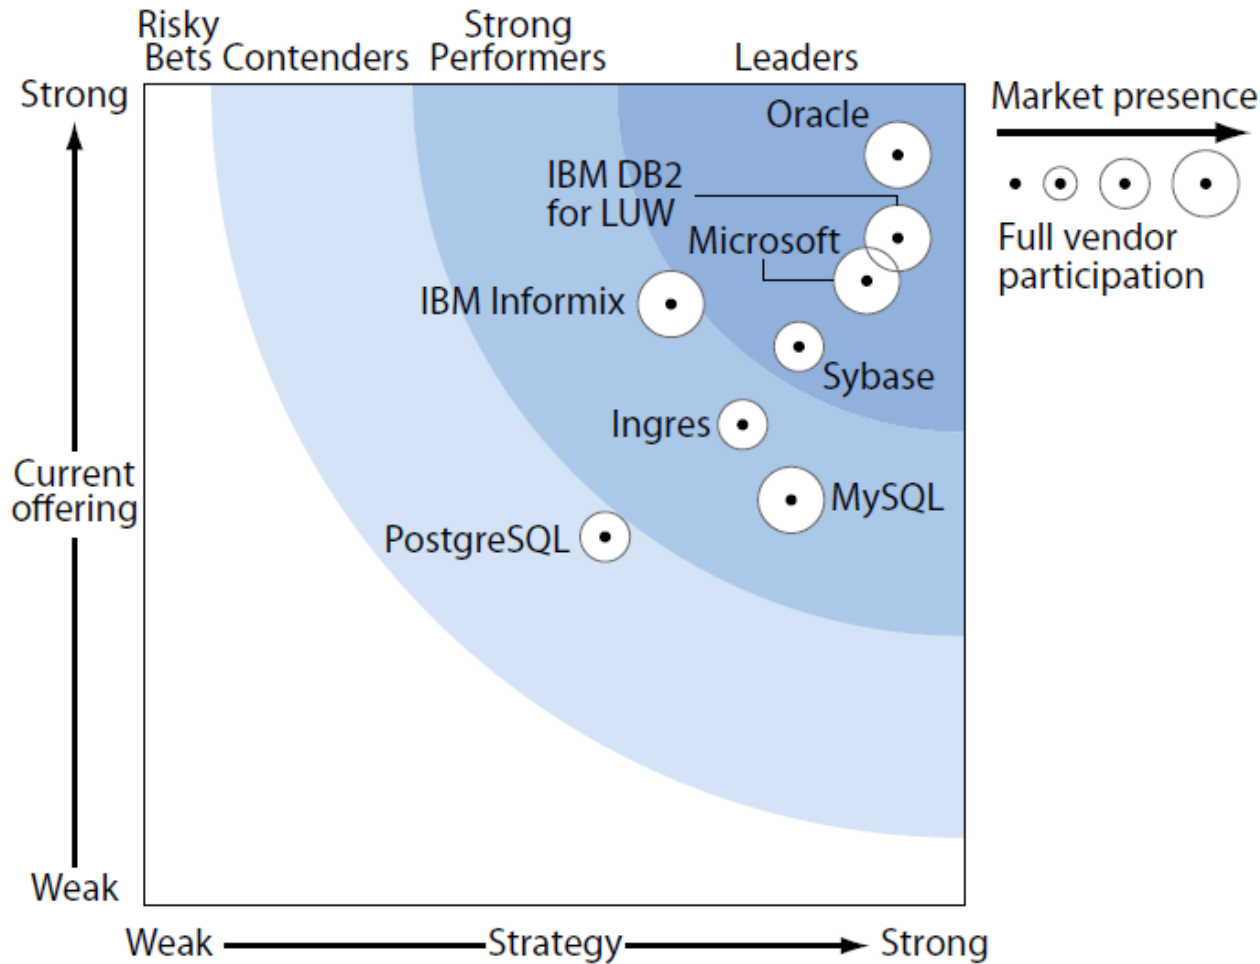 Risky
Bets
Contenders
Strong
Performers
Leaders
Strong
Current
offering
Weak
Oracle
IBM DB2
for LUW
Microsoft
IBM Informix
Sybase
Ingres
MySQL
PostgreSQL
Weak
Strategy
Strong
Market presence
Full vendor
participation